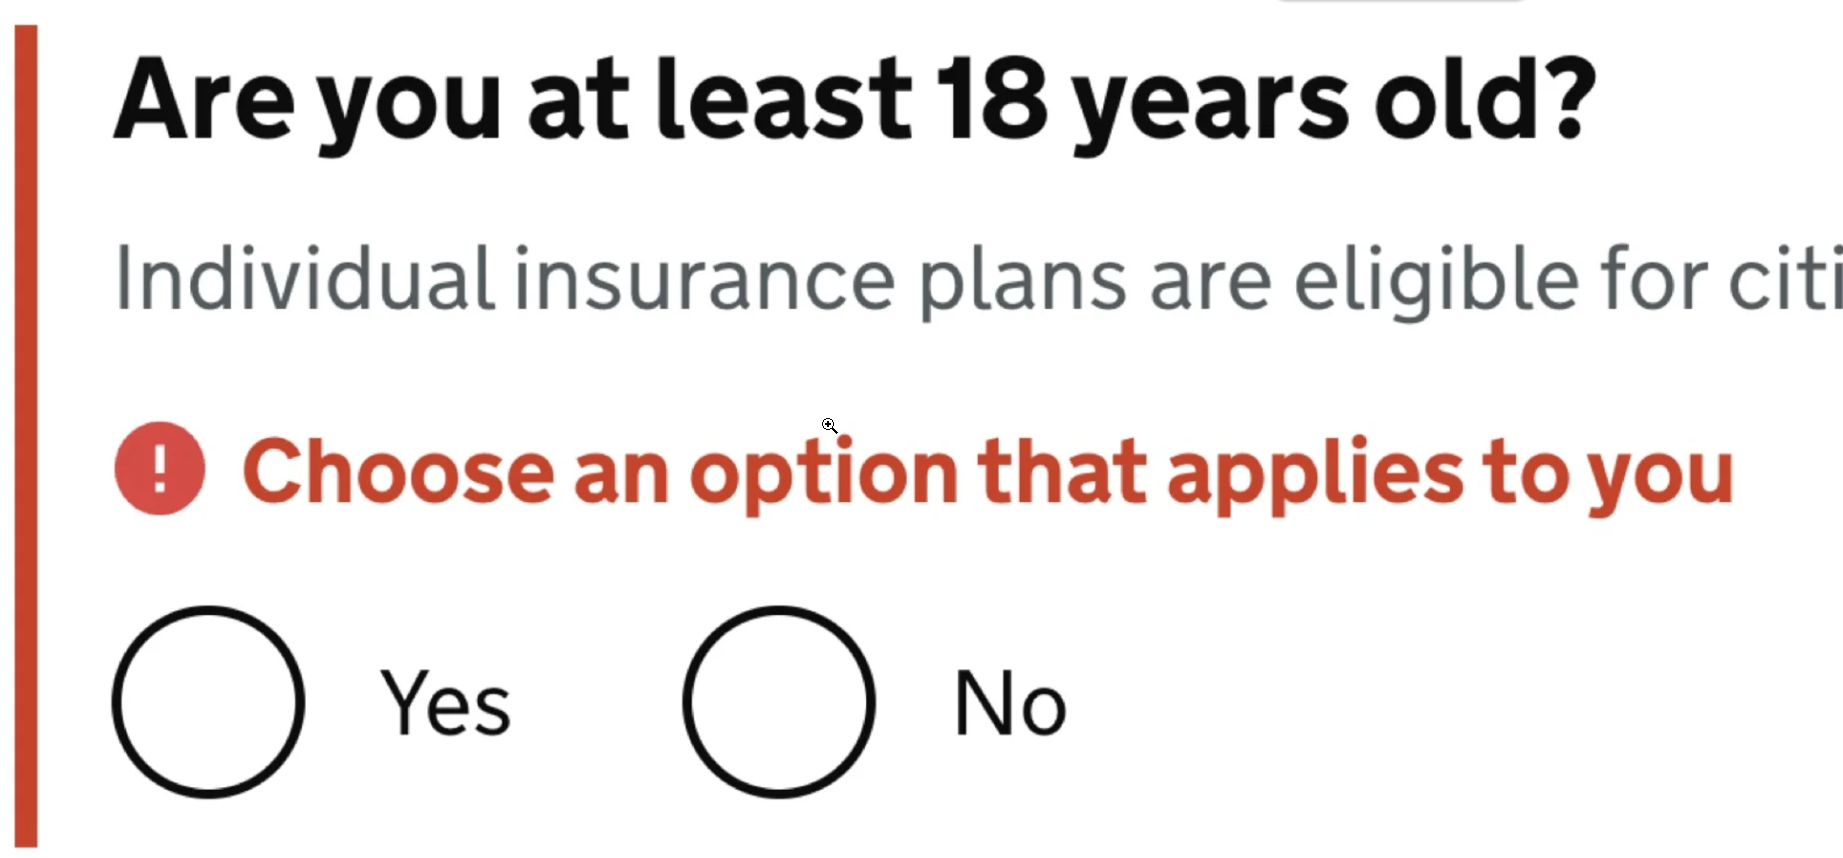 Are you at least 18 years old?
Individual insurance plans are eligible for citi
! Choose an option that applies to you
Yes No